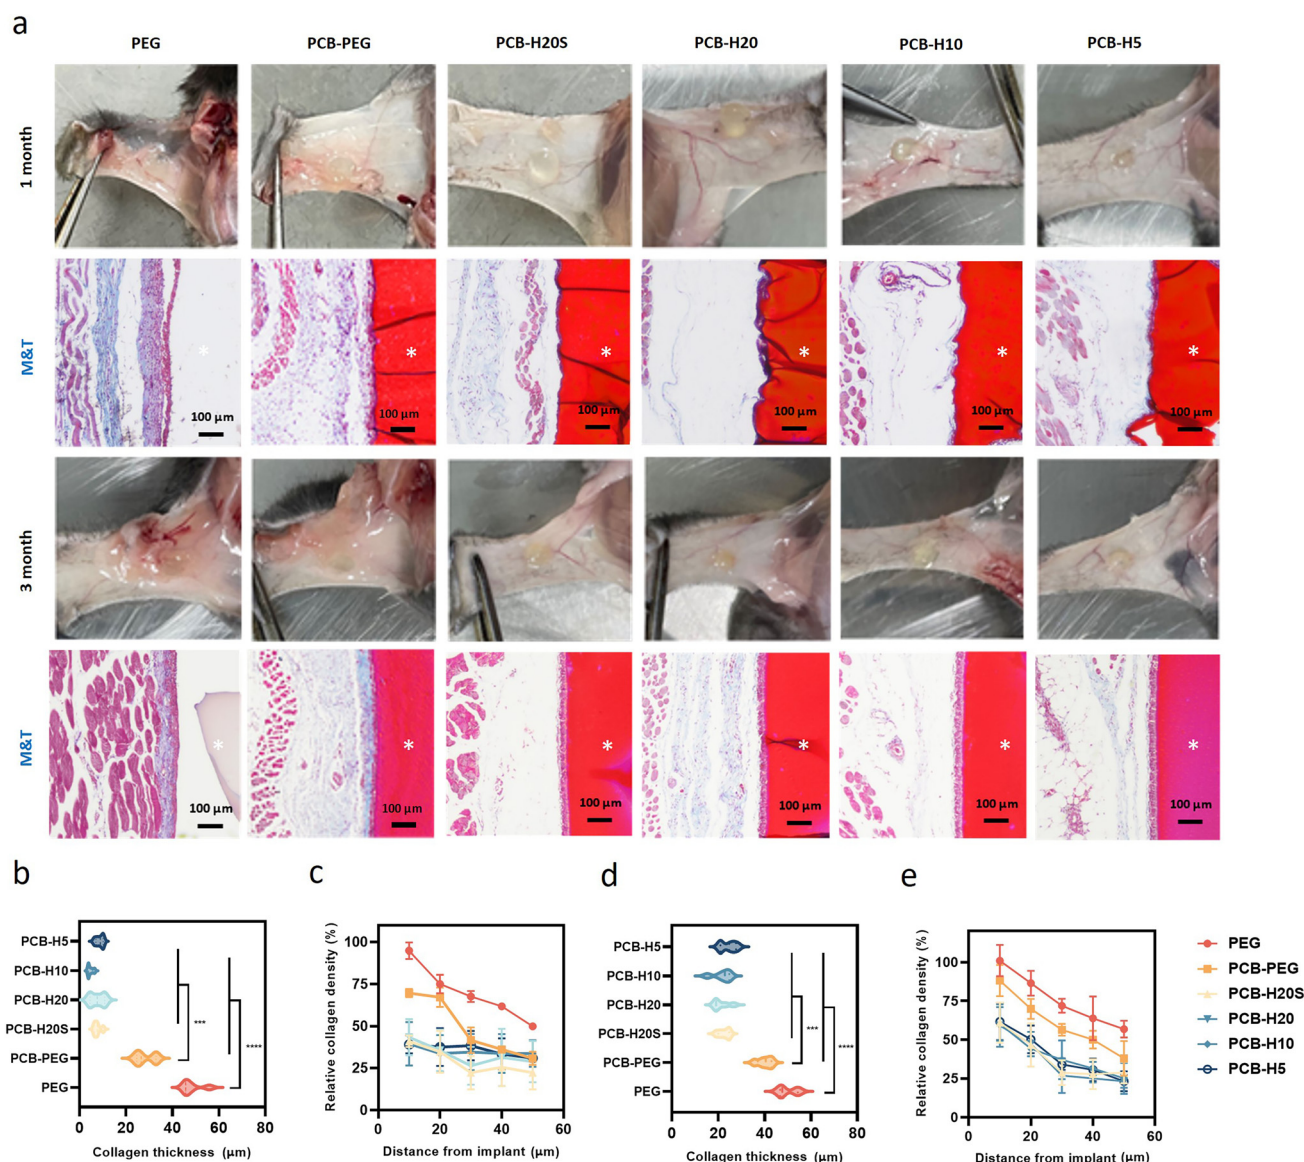 a
PEG PCB-PEG PCB-H20S PCB-H20 PCB-H10 PCB-H5
1 month
M&T
* * * * * *
100 µm 100 µm 100 µm 100 µm 100 µm 100 µm
3 month
M&T
* * * * * *
100 µm 100 µm 100 µm 100 µm 100 µm 100 µm
b
PCB-H5
PCB-H10
PCB-H20
PCB-H20S
PCB-PEG
PEG
***
****
0 20 40 60 80
Collagen thickness (µm)
c
Relative collagen density (%)
100
75
50
25
0
0 20 40 60
Distance from implant (µm)
d
PCB-H5
PCB-H10
PCB-H20
PCB-H20S
PCB-PEG
PEG
***
****
0 20 40 60 80
Collagen thickness (µm)
e
Relative collagen density (%)
100
75
50
25
0
0 20 40 60
Distance from implant (µm)
PEG
PCB-PEG
PCB-H20S
PCB-H20
PCB-H10
PCB-H5